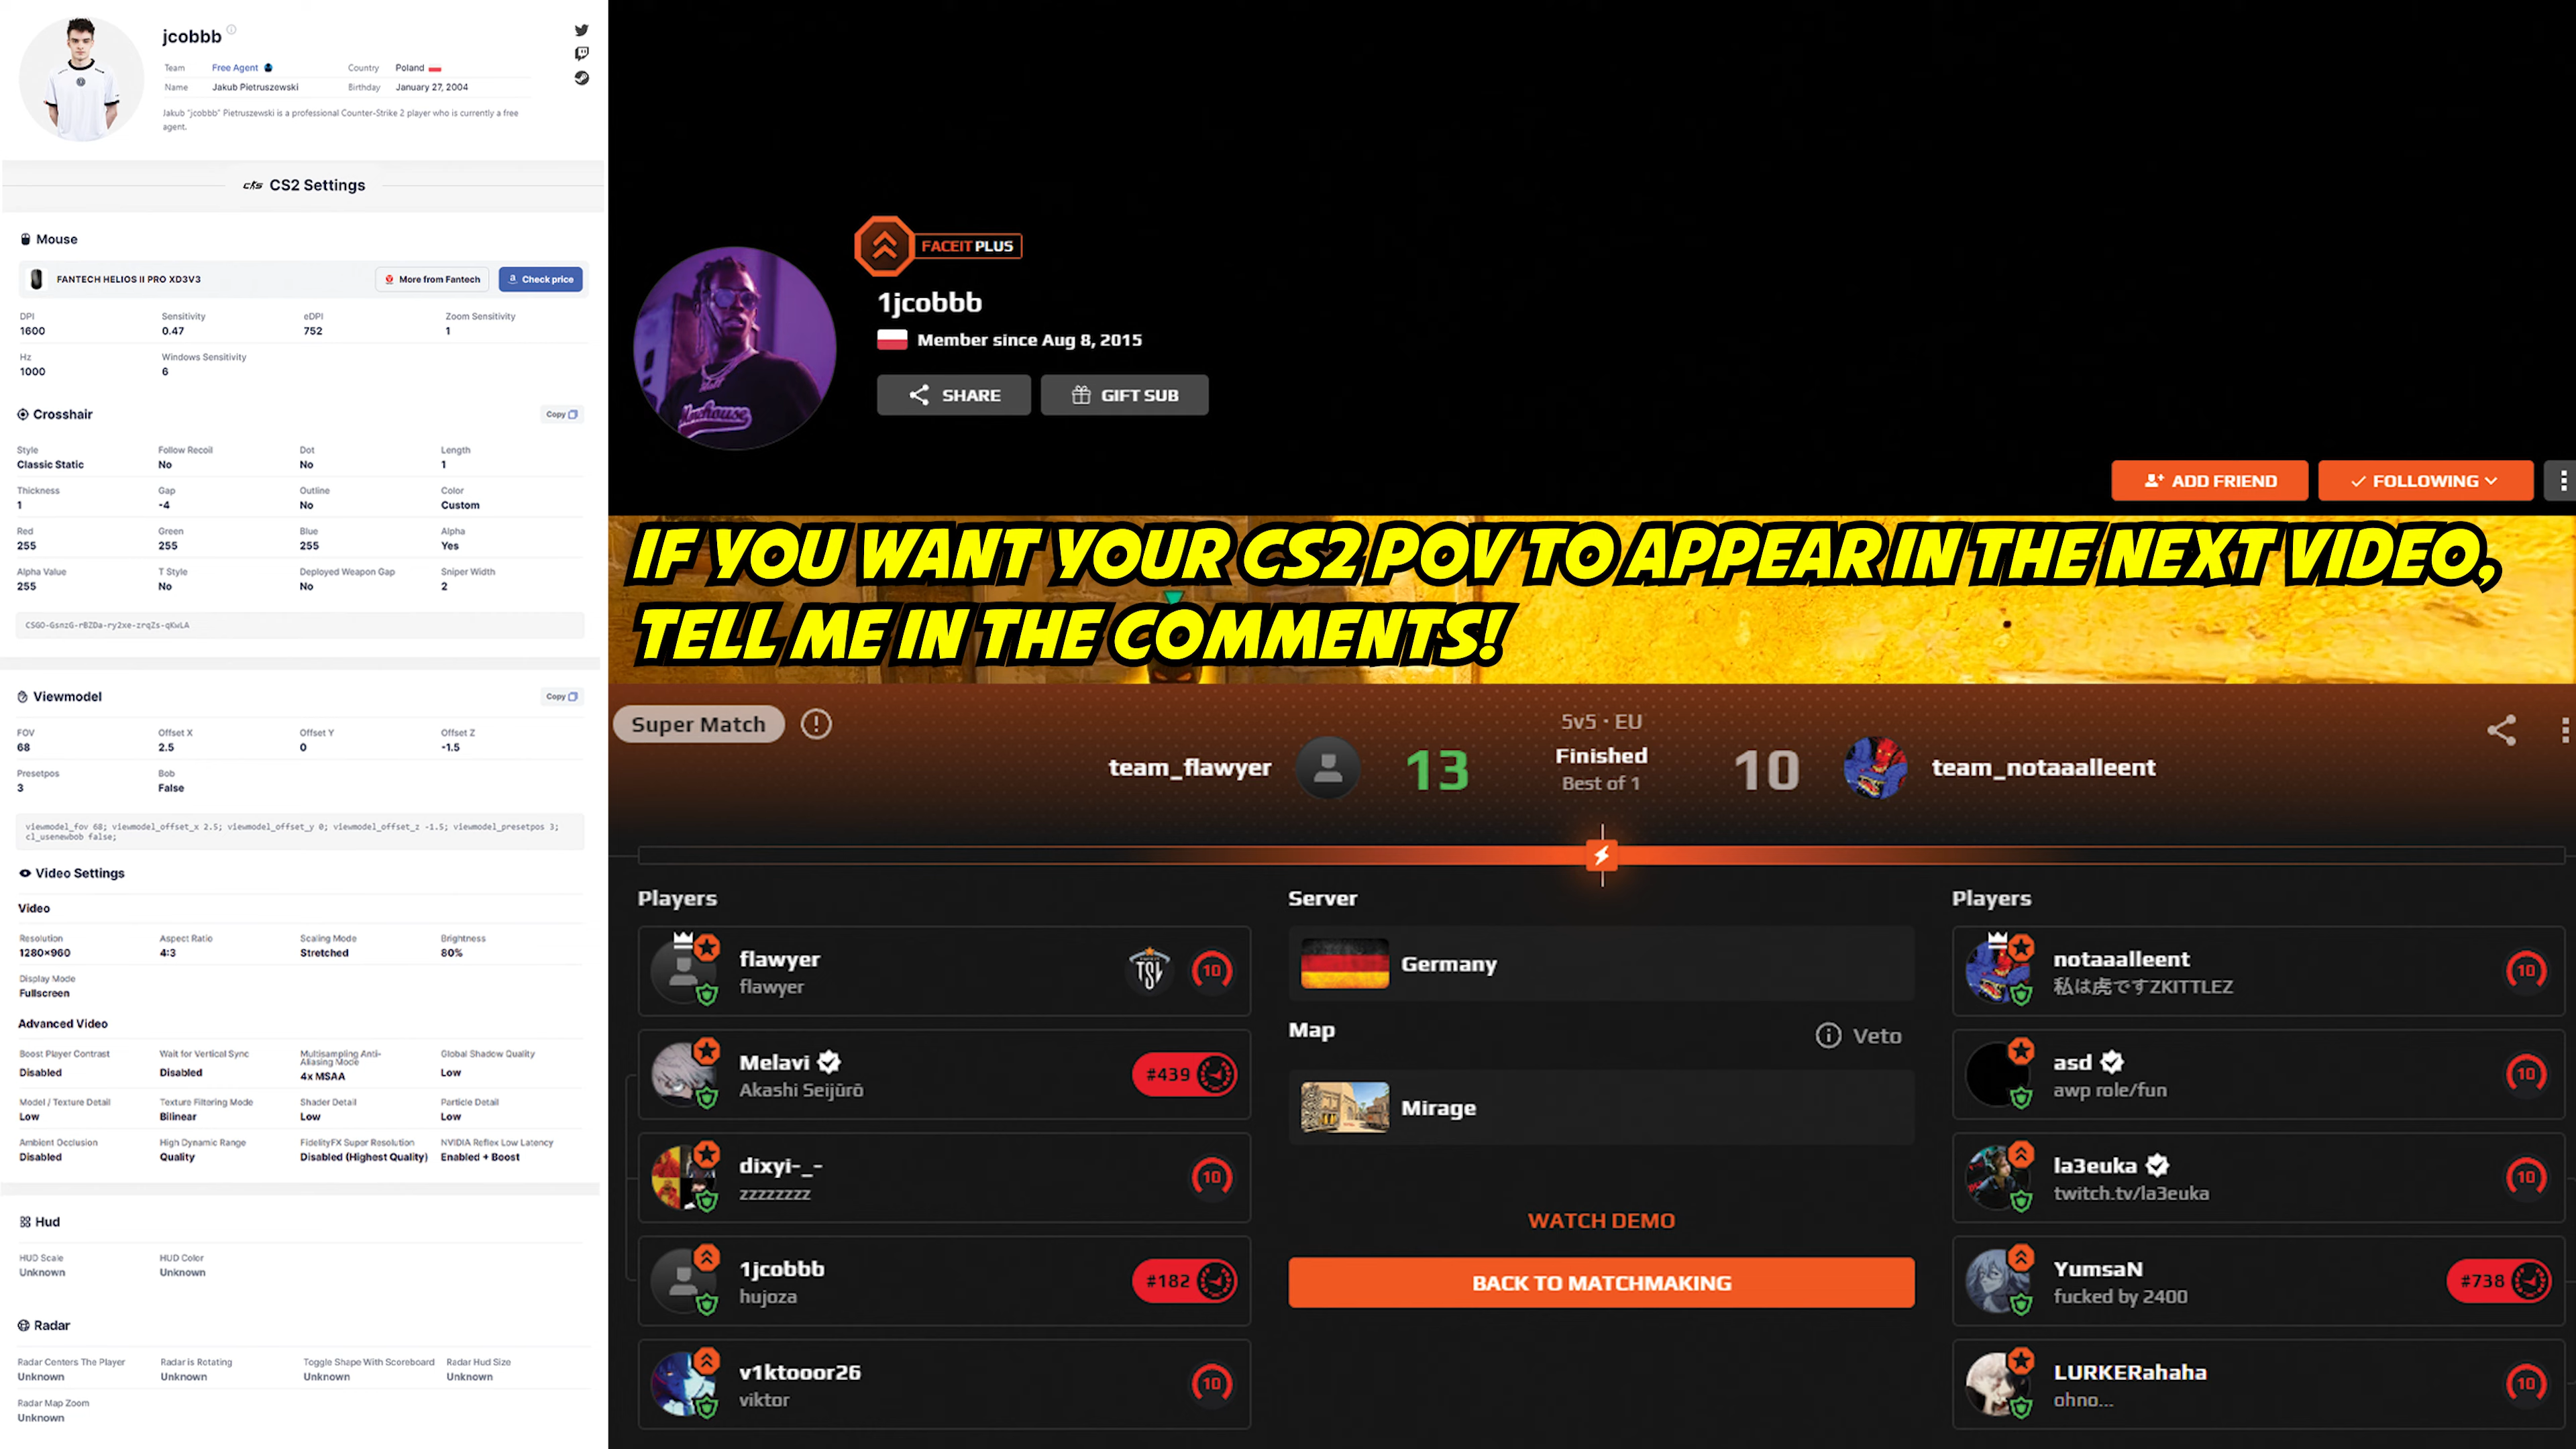 jcobbb
Team Free Agent Country Poland
Name Jakub Pietruszewski Birthday January 27, 2004
Jakub "jcobbb" Pietruszewski is a professional Counter-Strike 2 player who is currently a free
agent.
CS2 Settings
Mouse
FANTECH HELIOS II PRO XD3V3 More from Fantech Check price
DPI Sensitivity eDPI Zoom Sensitivity
1600 0.47 752 1
Hz Windows Sensitivity
1000 6
Crosshair Copy
Style Follow Recoil Dot Length
Classic Static No No 1
Thickness Gap Outline Color
1 -4 No Custom
Red Green Blue Alpha
255 255 255 Yes
Alpha Value T Style Deployed Weapon Gap Sniper Width
255 No No 2
CSGO-GsnzG-rBZDa-ry2xe-zrqZs-qKwLA
Viewmodel Copy
FOV Offset X Offset Y Offset Z
68 2.5 0 -1.5
Presetpos Bob
3 False
viewmodel_fov 68; viewmodel_offset_x 2.5; viewmodel_offset_y 0; viewmodel_offset_z -1.5; viewmodel_presetpos 3;
cl_usenewbob false;
Video Settings
Video
Resolution Aspect Ratio Scaling Mode Brightness
1280×960 4:3 Stretched 80%
Display Mode
Fullscreen
Advanced Video
Boost Player Contrast Wait for Vertical Sync Multisampling Anti-
Aliasing Mode Global Shadow Quality
Disabled Disabled 4x MSAA Low
Model / Texture Detail Texture Filtering Mode Shader Detail Particle Detail
Low Bilinear Low Low
Ambient Occlusion High Dynamic Range FidelityFX Super Resolution NVIDIA Reflex Low Latency
Disabled Quality Disabled (Highest Quality) Enabled + Boost
Hud
HUD Scale HUD Color
Unknown Unknown
Radar
Radar Centers The Player Radar is Rotating Toggle Shape With Scoreboard Radar Hud Size
Unknown Unknown Unknown Unknown
Radar Map Zoom
Unknown
FACEIT PLUS
1jcobbb
Member since Aug 8, 2015
SHARE GIFT SUB
ADD FRIEND FOLLOWING
IF YOU WANT YOUR CS2 POV TO APPEAR IN THE NEXT VIDEO,
TELL ME IN THE COMMENTS!
Super Match
5v5 · EU
team_flawyer 13 Finished 10 team_notaaalleent
Best of 1
Players
flawyer
flawyer
TSV 10
Melavi
Akashi Seijūrō
#439
dixyi-_-
zzzzzzzz
10
1jcobbb
hujoza
#182
v1ktooor26
viktor
10
Server
Germany
Map Veto
Mirage
WATCH DEMO
BACK TO MATCHMAKING
Players
notaaalleent
私は虎ですZKITTLEZ
10
asd
awp role/fun
10
la3euka
twitch.tv/la3euka
10
YumsaN
fucked by 2400
#738
LURKERahaha
ohno...
10